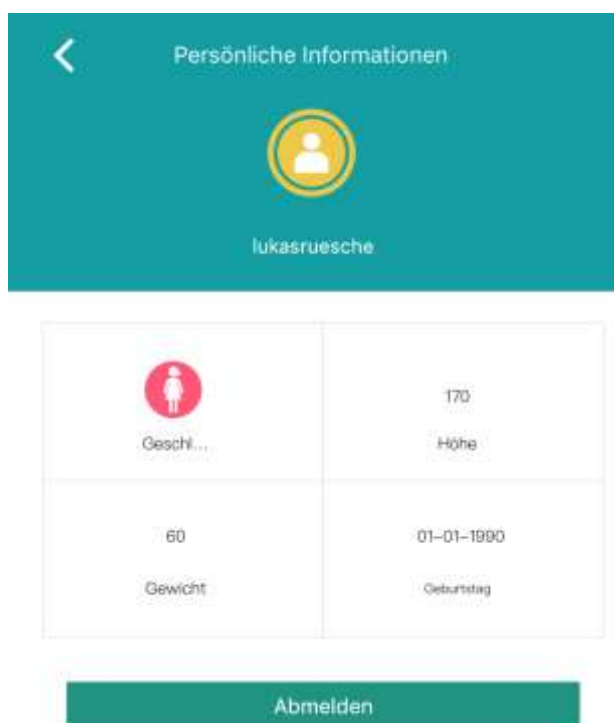 Persönliche Informationen
lukasruesche
Geschl...
170
Höhe
60
Gewicht
01-01-1990
Geburtstag
Abmelden